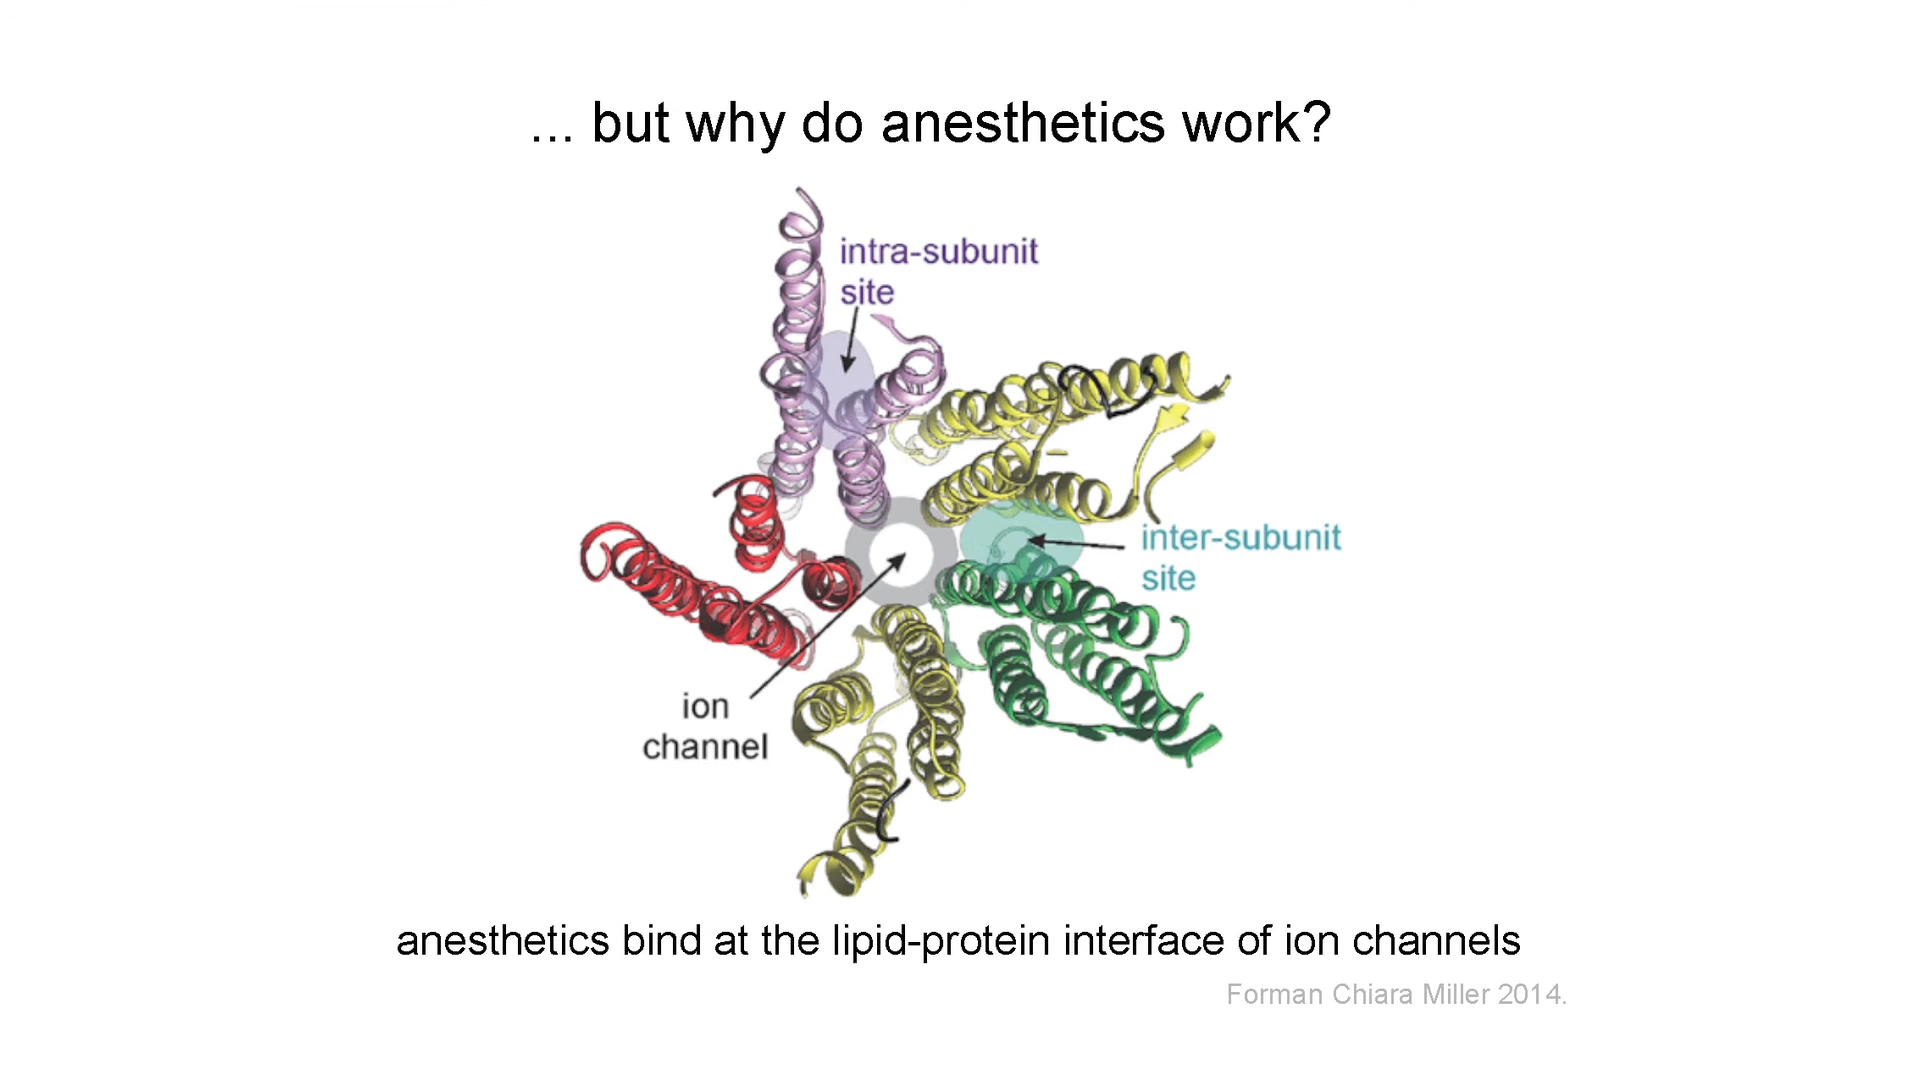 ... but why do anesthetics work?
intra-subunit
site
inter-subunit
site
ion
channel
anesthetics bind at the lipid-protein interface of ion channels
Forman Chiara Miller 2014.